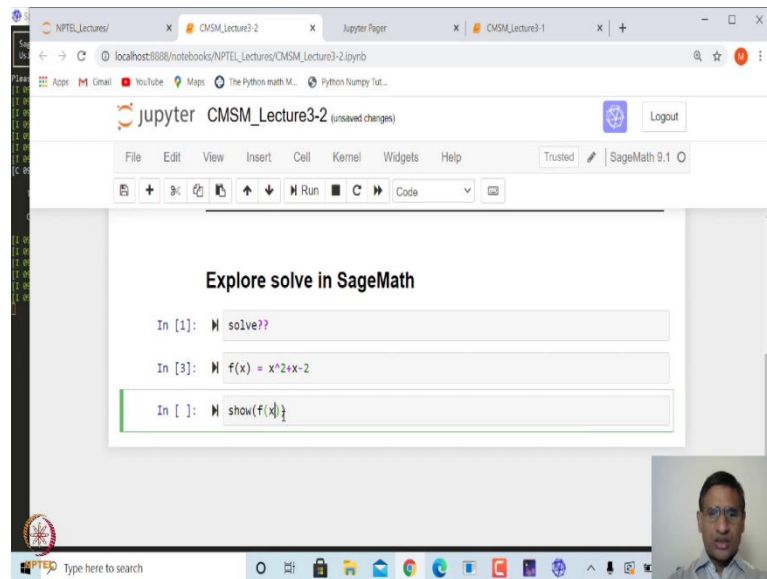 NPTEL_Lectures/ CMSM_Lecture3-2 Jupyter Pager CMSM_Lecture3-1
localhost:8888/notebooks/NPTEL_Lectures/CMSM_Lecture3-2.ipynb
Apps Gmail YouTube Maps The Python math M... Python Numpy Tut...
jupyter CMSM_Lecture3-2 (unsaved changes) Logout
File Edit View Insert Cell Kernel Widgets Help Trusted SageMath 9.1
Run Code
Explore solve in SageMath
In [1]: solve??
In [3]: f(x) = x^2+x-2
In [ ]: show(f(x))
NPTEL Type here to search